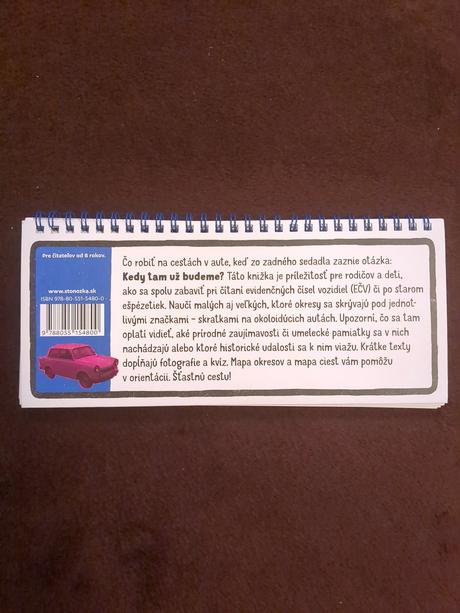 Pre čitateľov od 8 rokov.
www.stonozka.sk
ISBN 978-80-551-5480-0
9 788055 154800
Čo robiť na cestách v aute, keď zo zadného sedadla zaznie otázka:
Kedy tam už budeme? Táto knižka je príležitosť pre rodičov a deti,
ako sa spolu zabaviť pri čítaní evidenčných čísel vozidiel (EČV) či po starom
ešpézetiek. Naučí malých aj veľkých, ktoré okresy sa skrývajú pod jednot-
livými značkami – skratkami na okoloidúcich autách. Upozorní, čo sa tam
oplatí vidieť, aké prírodné zaujímavosti či umelecké pamiatky sa v nich
nachádzajú alebo ktoré historické udalosti sa k nim viažu. Krátke texty
dopĺňajú fotografie a kvíz. Mapa okresov a mapa ciest vám pomôžu
v orientácii. Šťastnú cestu!